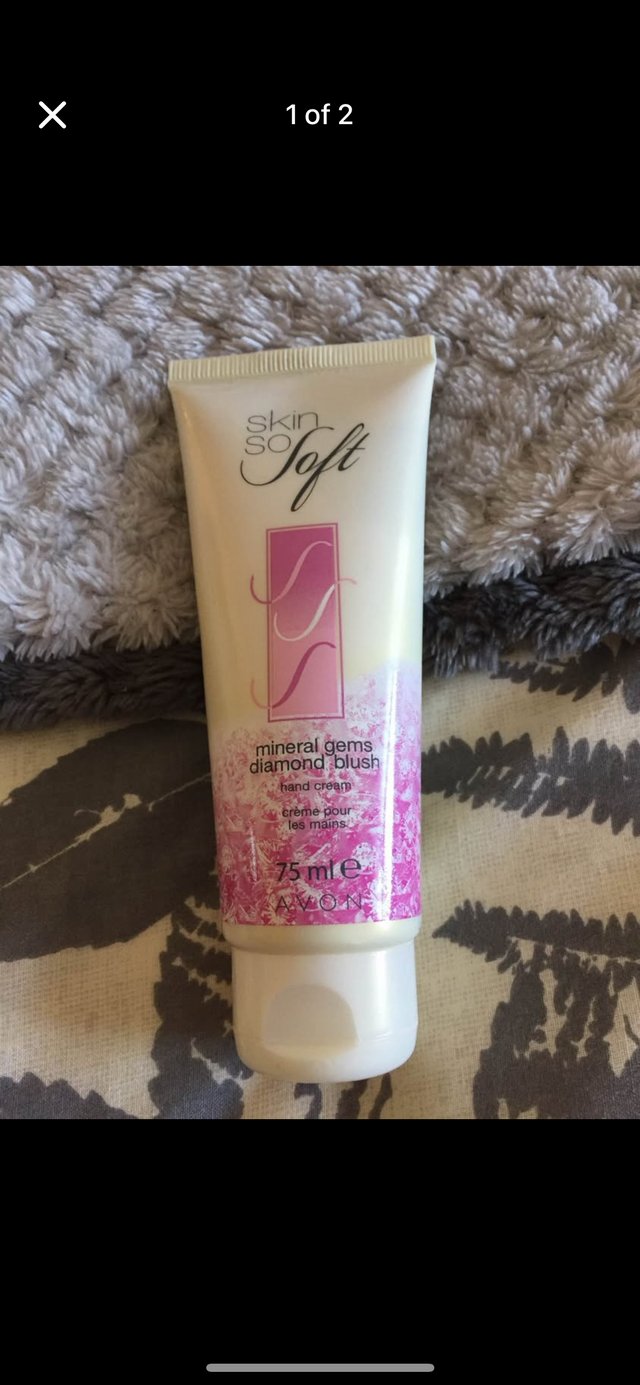 1 of 2
skin
so Soft
mineral gems
diamond blush
hand cream
crème pour
les mains
75 ml e
AVON